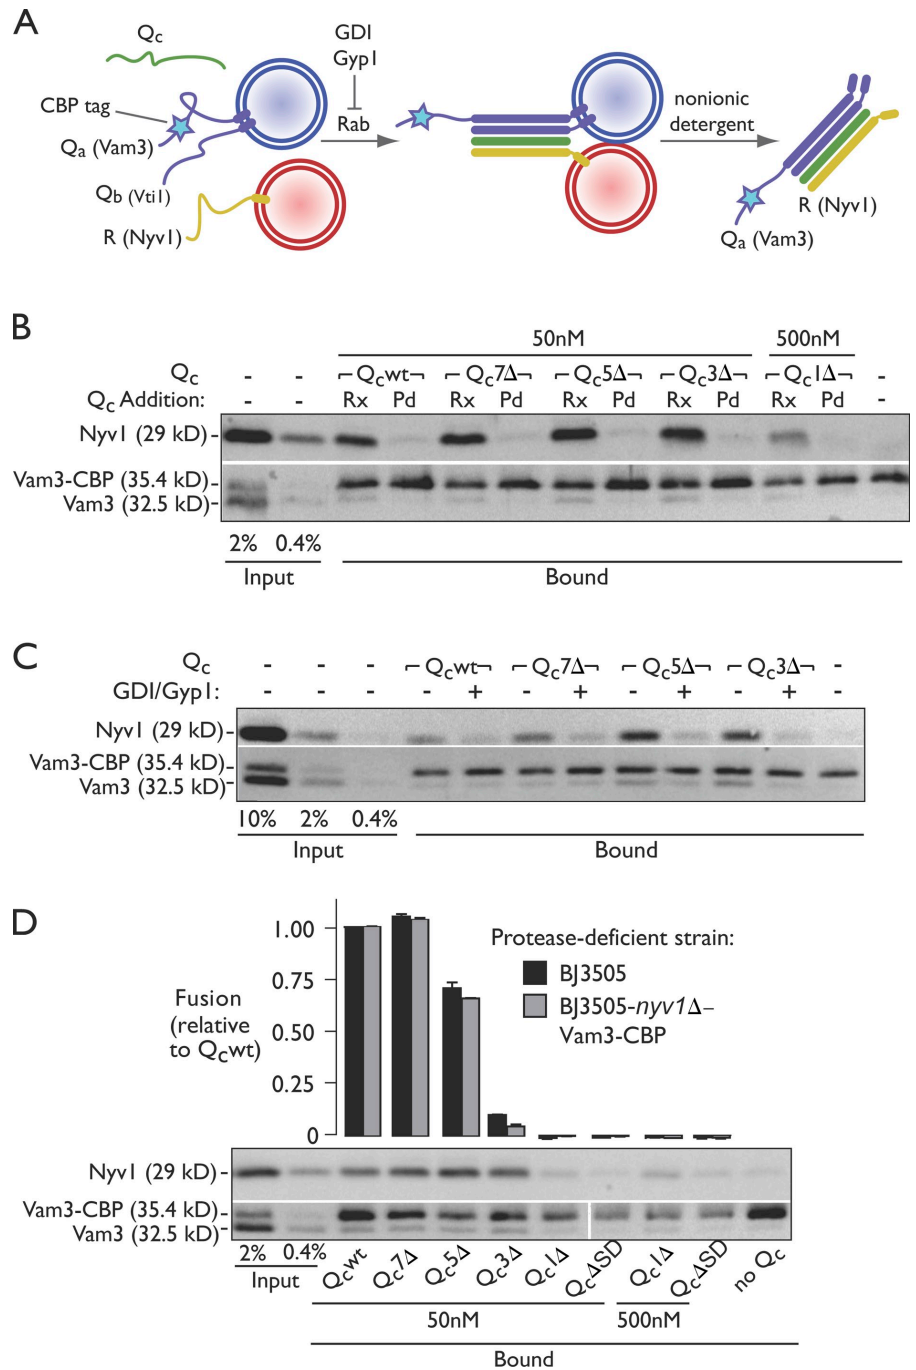 A
Qc
GDI
Gyp1
CBP tag
Rab
nonionic
detergent
Qa (Vam3)
Qb (Vti1)
R (Nyv1)
R (Nyv1)
Qa (Vam3)
B
50nM 500nM
Qc - - Qcwt Qc7Δ Qc5Δ Qc3Δ Qc1Δ -
Qc Addition: - - Rx Pd Rx Pd Rx Pd Rx Pd Rx Pd -
Nyv1 (29 kD)
Vam3-CBP (35.4 kD)
Vam3 (32.5 kD)
2% 0.4%
Input Bound
C
Qc - - - Qcwt Qc7Δ Qc5Δ Qc3Δ -
GDI/Gyp1: - - - - + - + - + - + -
Nyv1 (29 kD)
Vam3-CBP (35.4 kD)
Vam3 (32.5 kD)
10% 2% 0.4%
Input Bound
D
Fusion
(relative
to Qcwt)
1.00
0.75
0.50
0.25
0
Protease-deficient strain:
BJ3505
BJ3505-nyv1Δ–
Vam3-CBP
Nyv1 (29 kD)
Vam3-CBP (35.4 kD)
Vam3 (32.5 kD)
2% 0.4% Qcwt Qc7Δ Qc5Δ Qc3Δ Qc1Δ QcΔSD Qc1Δ QcΔSD no Qc
Input
50nM 500nM
Bound